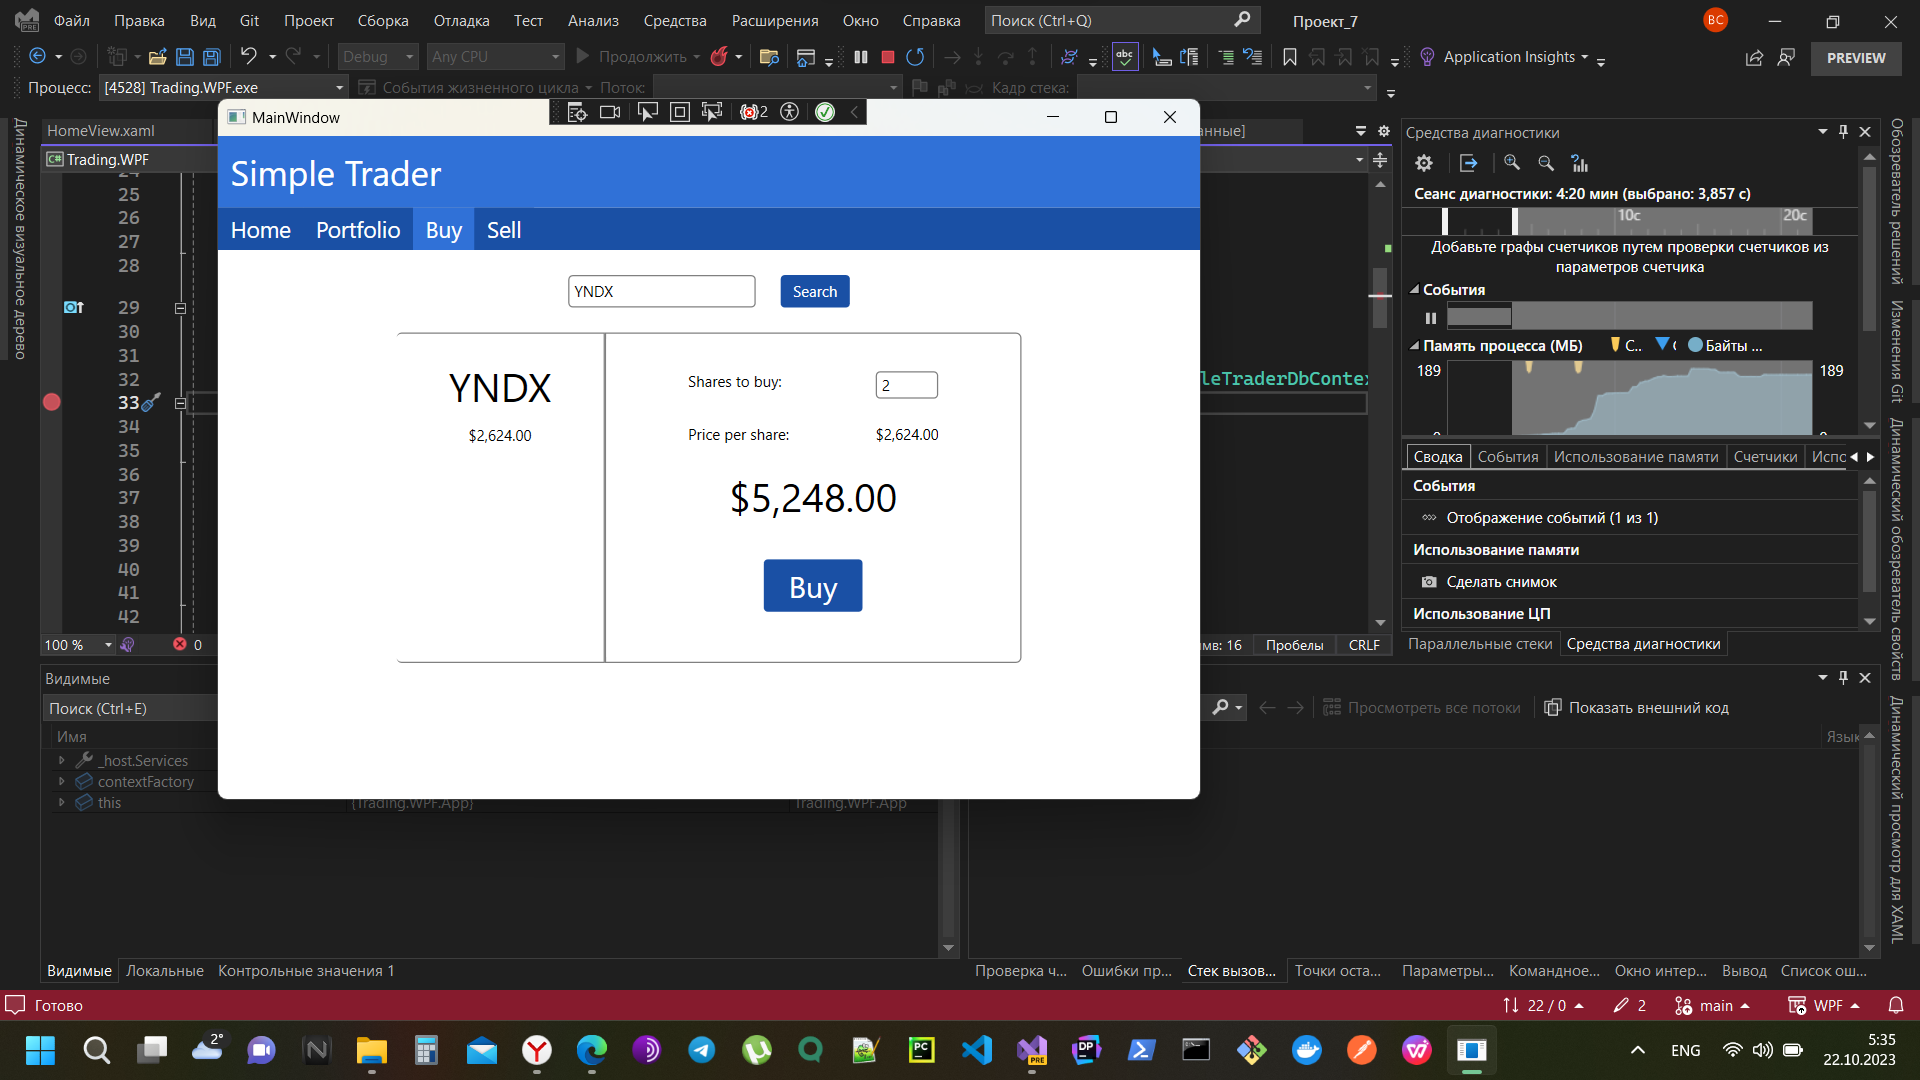 Файл Правка Вид Git Проект Сборка Отладка Тест Анализ Средства Расширения Окно Справка Поиск (Ctrl+Q) Проект_7 ВС
Debug Any CPU Продолжить abc Application Insights PREVIEW
Процесс: [4528] Trading.WPF.exe События жизненного цикла Поток: Кадр стека:
Динамическое визуальное дерево
HomeView.xaml
Trading.WPF
25
26
27
28
29
30
31
32
33
34
35
36
37
38
39
40
41
42
100 % 0
MainWindow 2
Simple Trader
Home Portfolio Buy Sell
YNDX Search
YNDX
$2,624.00
Shares to buy: 2
Price per share: $2,624.00
$5,248.00
Buy
анные]
leTraderDbContex
мв: 16 Пробелы CRLF
Средства диагностики
Сеанс диагностики: 4:20 мин (выбрано: 3,857 с)
10с 20с
Добавьте графы счетчиков путем проверки счетчиков из
параметров счетчика
События
Память процесса (МБ) С.. Байты ...
189 189
Сводка События Использование памяти Счетчики Испо
События
Отображение событий (1 из 1)
Использование памяти
Сделать снимок
Использование ЦП
Параллельные стеки Средства диагностики
Обозреватель решений
Изменения Git
Динамический обозреватель свойств
Динамический просмотр для XAML
Видимые
Поиск (Ctrl+E)
Имя
_host.Services
contextFactory
this {Trading.WPF.App} Trading.WPF.App
Просмотреть все потоки Показать внешний код
Язык
Видимые Локальные Контрольные значения 1
Проверка ч... Ошибки пр... Стек вызов... Точки оста... Параметры... Командное... Окно интер... Вывод Список ош...
Готово 22 / 0 2 main WPF
2° PRE ENG 5:35
22.10.2023